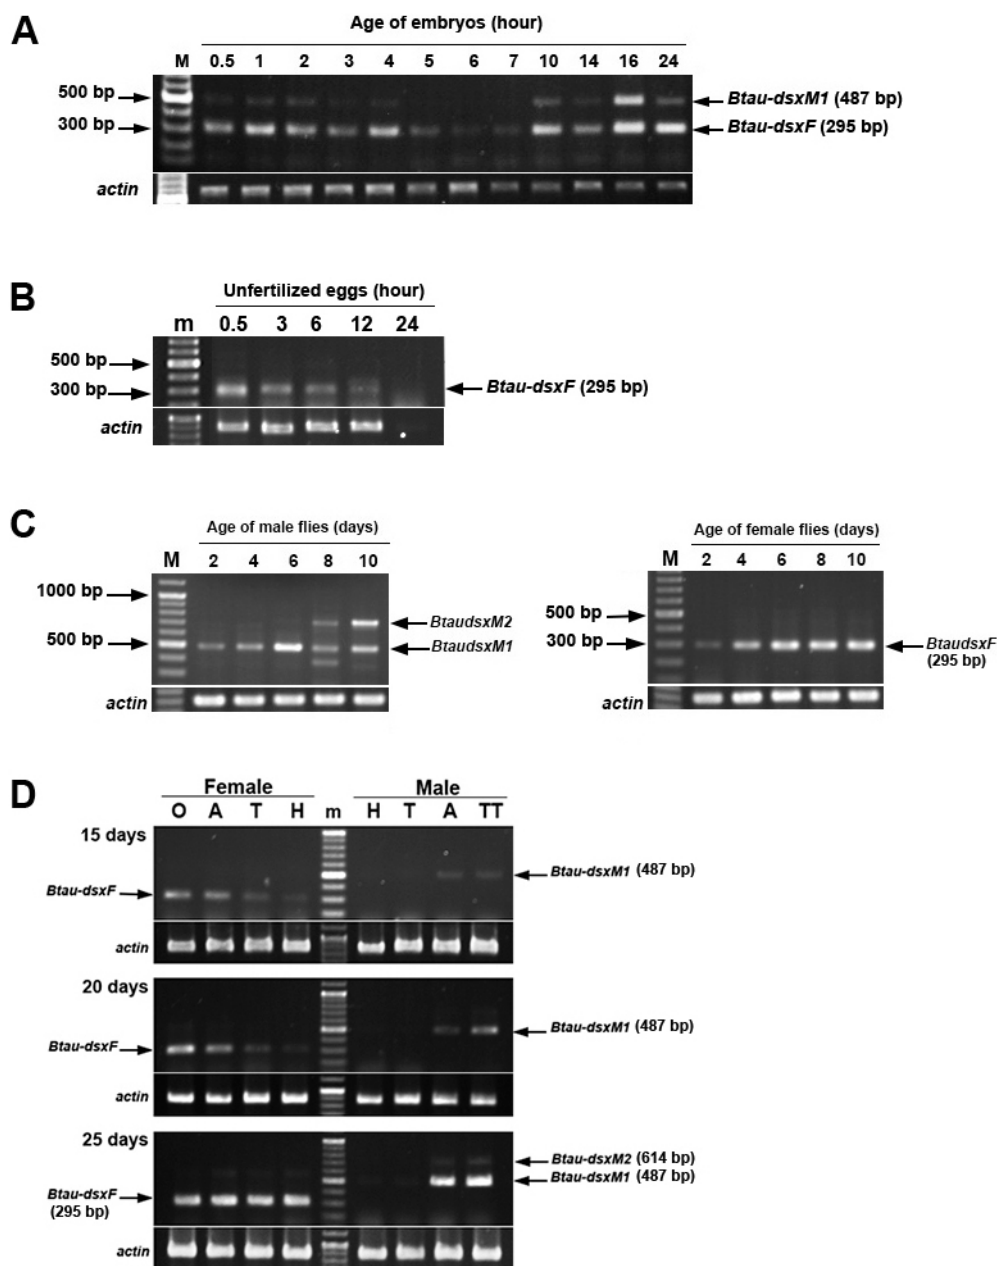 A
Age of embryos (hour)
M 0.5 1 2 3 4 5 6 7 10 14 16 24
500 bp
Btau-dsxM1 (487 bp)
300 bp
Btau-dsxF (295 bp)
actin
B
Unfertilized eggs (hour)
m 0.5 3 6 12 24
500 bp
300 bp
Btau-dsxF (295 bp)
actin
C
Age of male flies (days)
M 2 4 6 8 10
1000 bp
BtaudsxM2
500 bp
BtaudsxM1
actin
Age of female flies (days)
M 2 4 6 8 10
500 bp
300 bp
BtaudsxF
(295 bp)
actin
D
Female Male
O A T H m H T A TT
15 days
Btau-dsxM1 (487 bp)
Btau-dsxF
actin
20 days
Btau-dsxM1 (487 bp)
Btau-dsxF
actin
25 days
Btau-dsxM2 (614 bp)
Btau-dsxM1 (487 bp)
Btau-dsxF
(295 bp)
actin